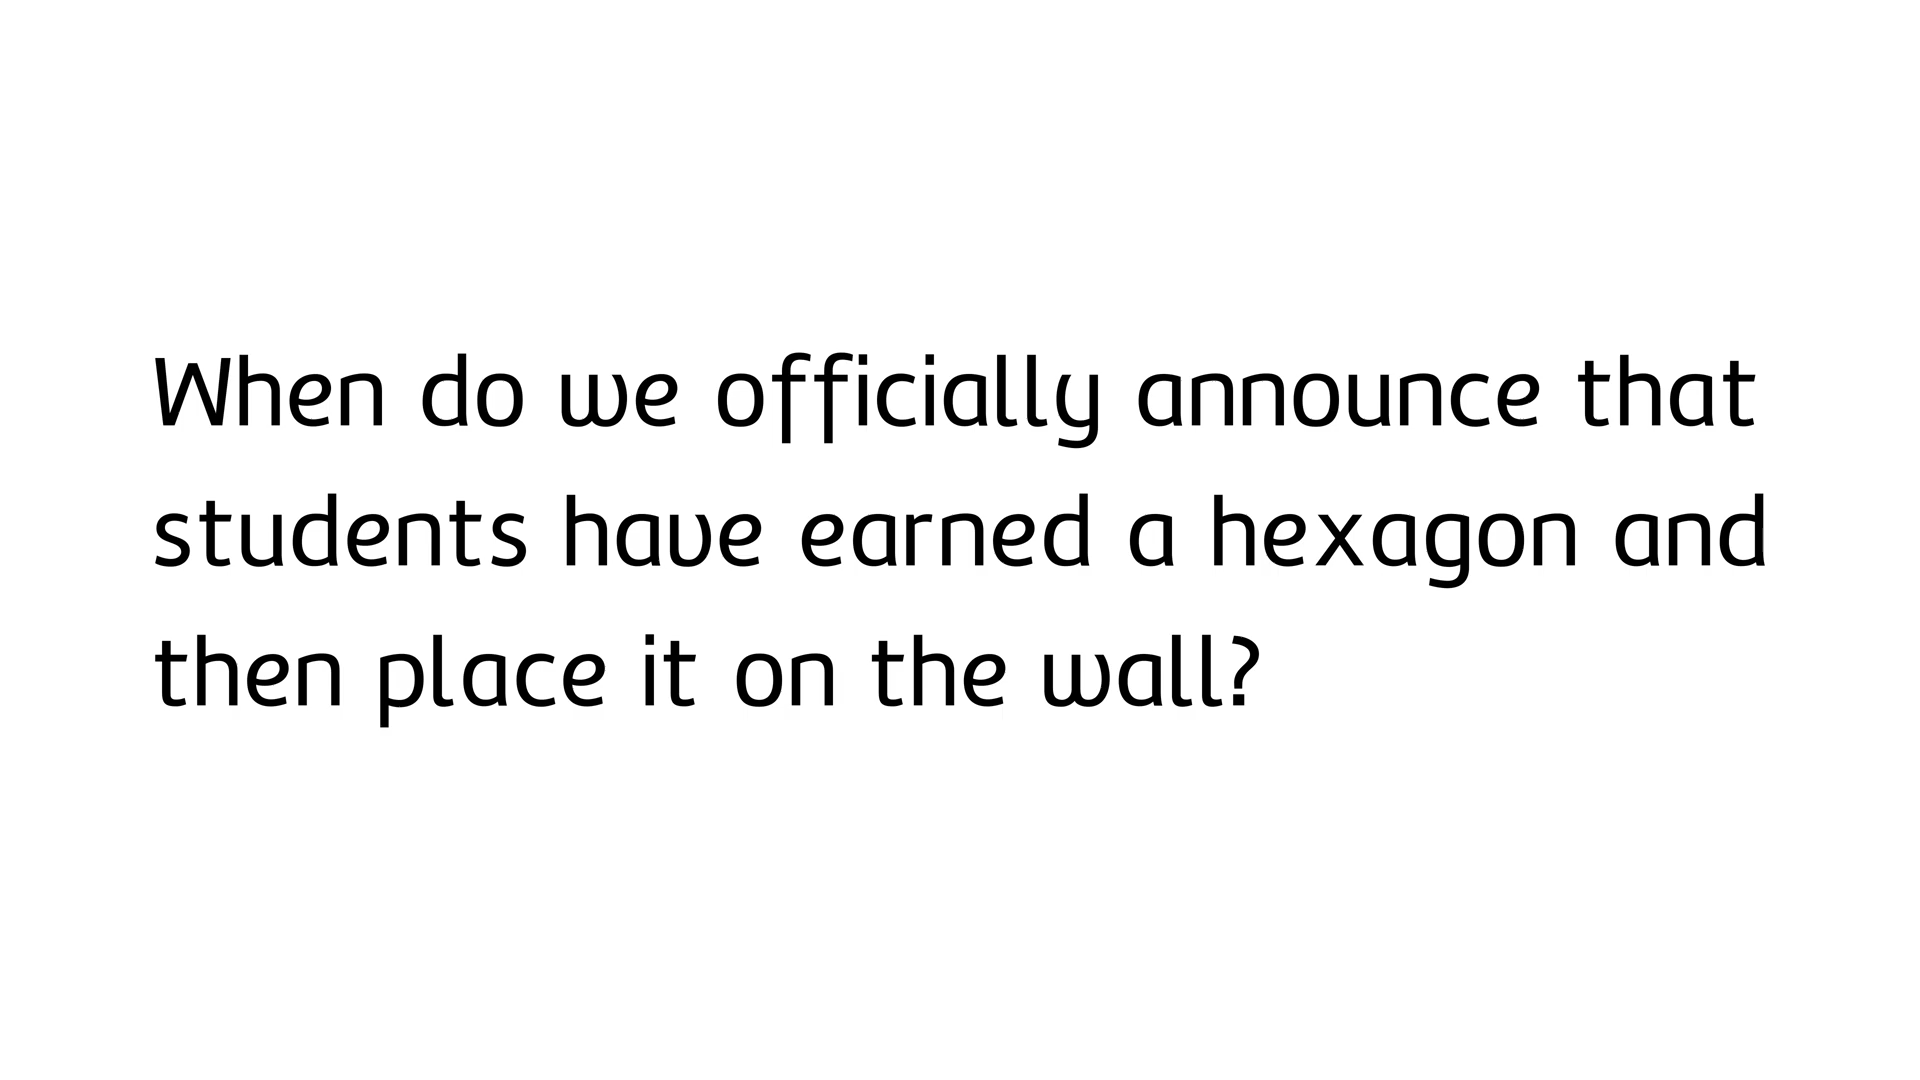 When do we officially announce that
students have earned a hexagon and
then place it on the wall?